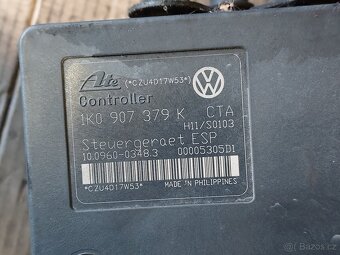 Ate (*CZU4D17W53*)
Controller
1K0 907 379 K CTA
H11/S0103
Steuergeraet ESP
10.0960-0348.3 00005305D1
*CZU4D17W53* MADE IN PHILIPPINES
Bazoš.cz